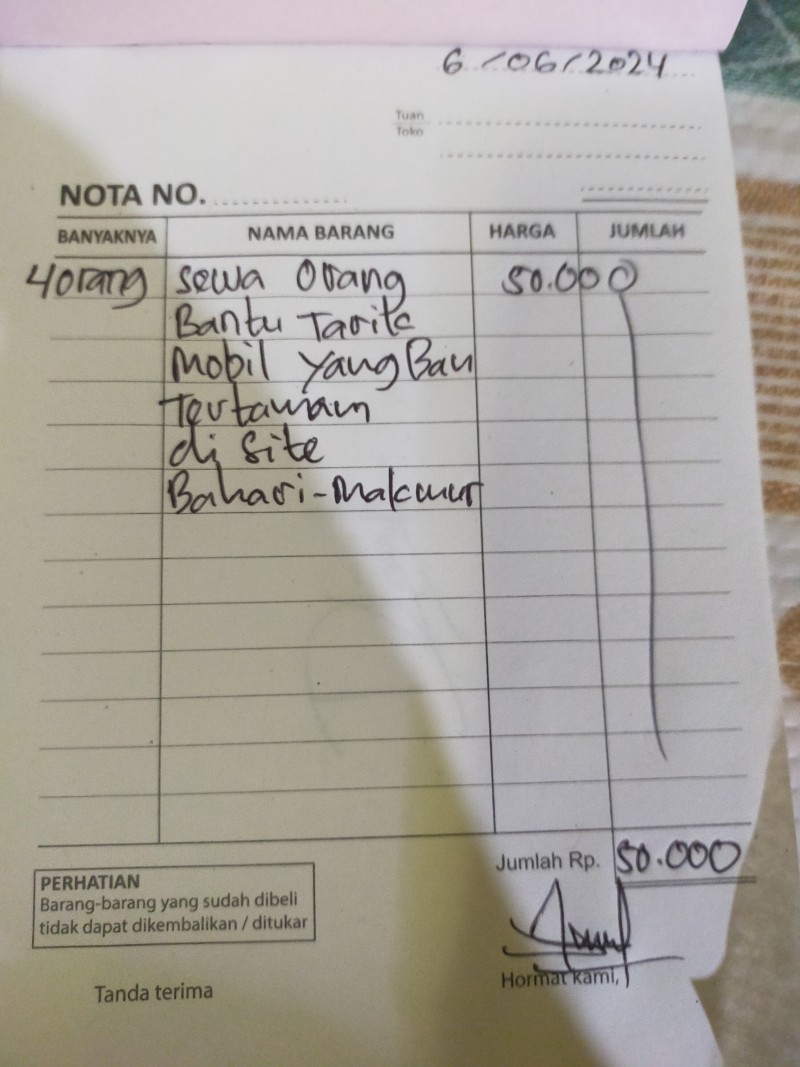 6/06/2024
Tuan
Toko
NOTA NO.
BANYAKNYA NAMA BARANG HARGA JUMLAH
4 orang sewa Orang 50.000
Bantu Tarik
Mobil Yang Ban
Tertanam
di Site
Bahari-Makmur
Jumlah Rp. 50.000
PERHATIAN
Barang-barang yang sudah dibeli
tidak dapat dikembalikan / ditukar
Hormat kami,
Tanda terima